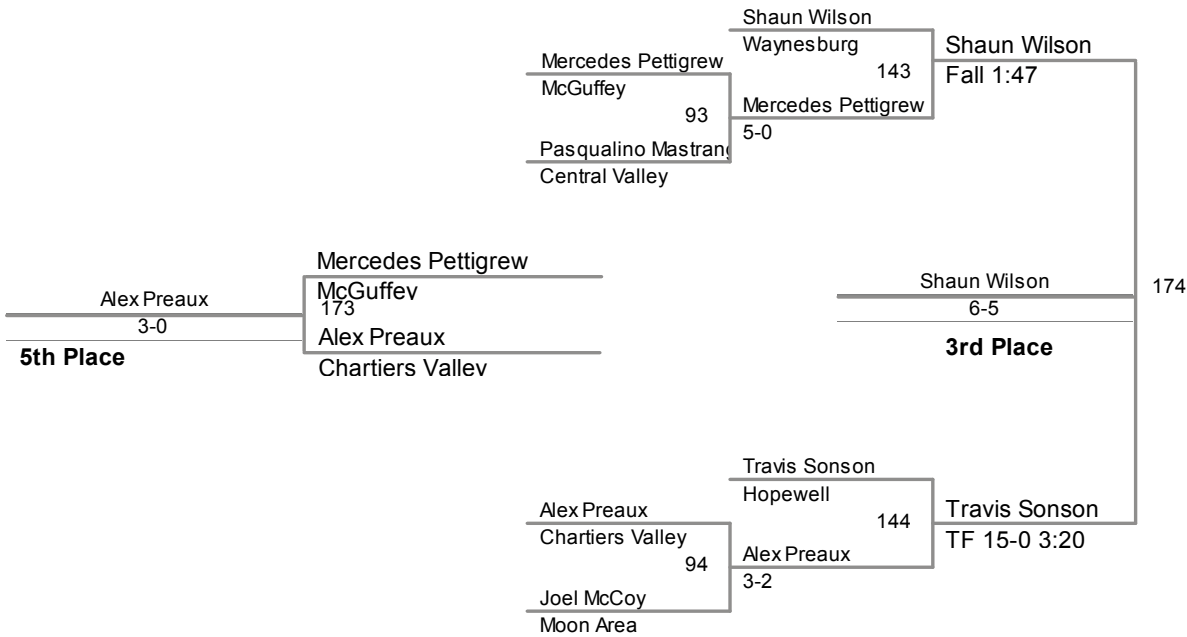 Shaun Wilson
Waynesburg
143
Shaun Wilson
Fall 1:47
Mercedes Pettigrew
McGuffey
93
Mercedes Pettigrew
5-0
Pasqualino Mastran
Central Valley
Mercedes Pettigrew
McGuffey
173
Alex Preaux
Chartiers Valley
Alex Preaux
3-0
5th Place
Shaun Wilson
6-5
3rd Place
174
Travis Sonson
Hopewell
144
Travis Sonson
TF 15-0 3:20
Alex Preaux
Chartiers Valley
94
Alex Preaux
3-2
Joel McCoy
Moon Area